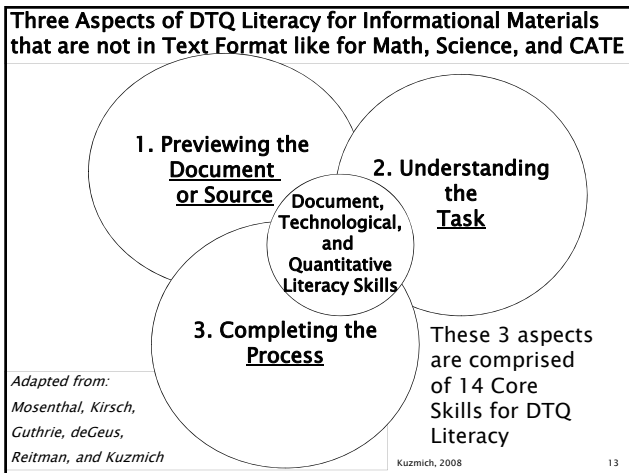 Three Aspects of DTQ Literacy for Informational Materials
that are not in Text Format like for Math, Science, and CATE
1. Previewing the
Document
or Source
2. Understanding
the
Task
Document,
Technological,
and
Quantitative
Literacy Skills
3. Completing the
Process
These 3 aspects
are comprised
of 14 Core
Skills for DTQ
Literacy
Adapted from:
Mosenthal, Kirsch,
Guthrie, deGeus,
Reitman, and Kuzmich
Kuzmich, 2008
13